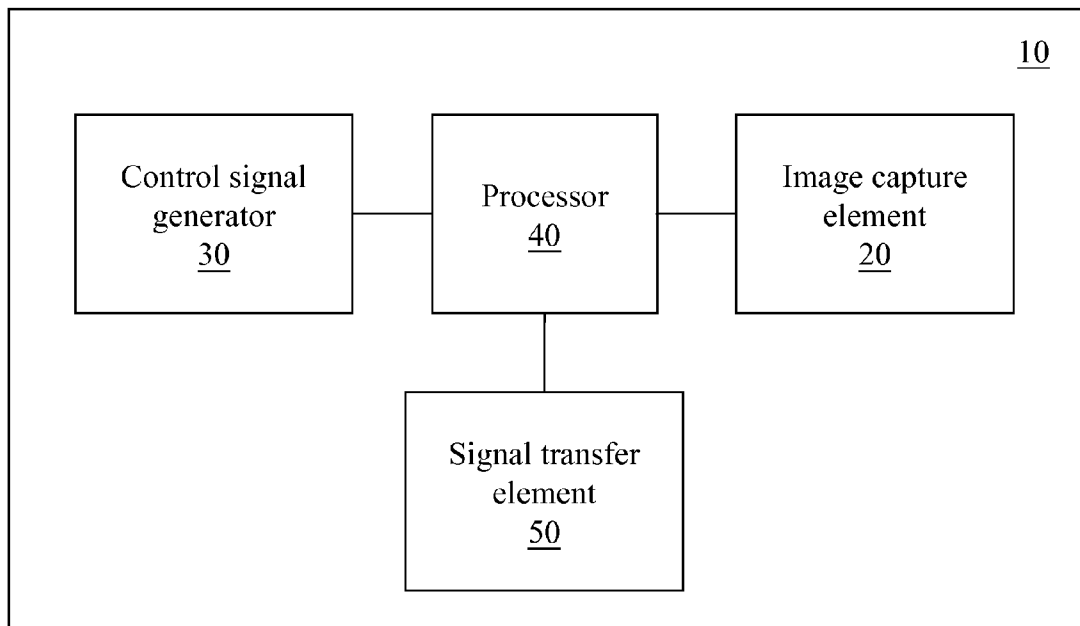 10
Control signal
generator
30
Processor
40
Image capture
element
20
Signal transfer
element
50